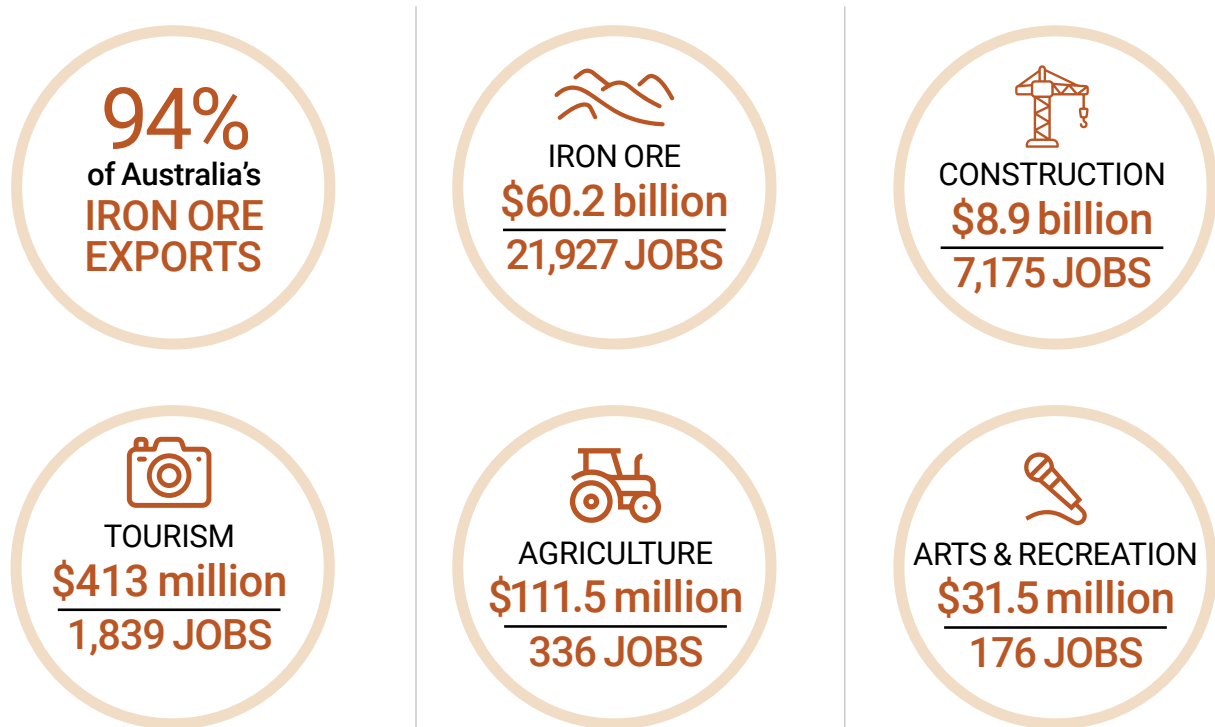 94%
of Australia’s
IRON ORE
EXPORTS
IRON ORE
$60.2 billion
21,927 JOBS
CONSTRUCTION
$8.9 billion
7,175 JOBS
TOURISM
$413 million
1,839 JOBS
AGRICULTURE
$111.5 million
336 JOBS
ARTS & RECREATION
$31.5 million
176 JOBS